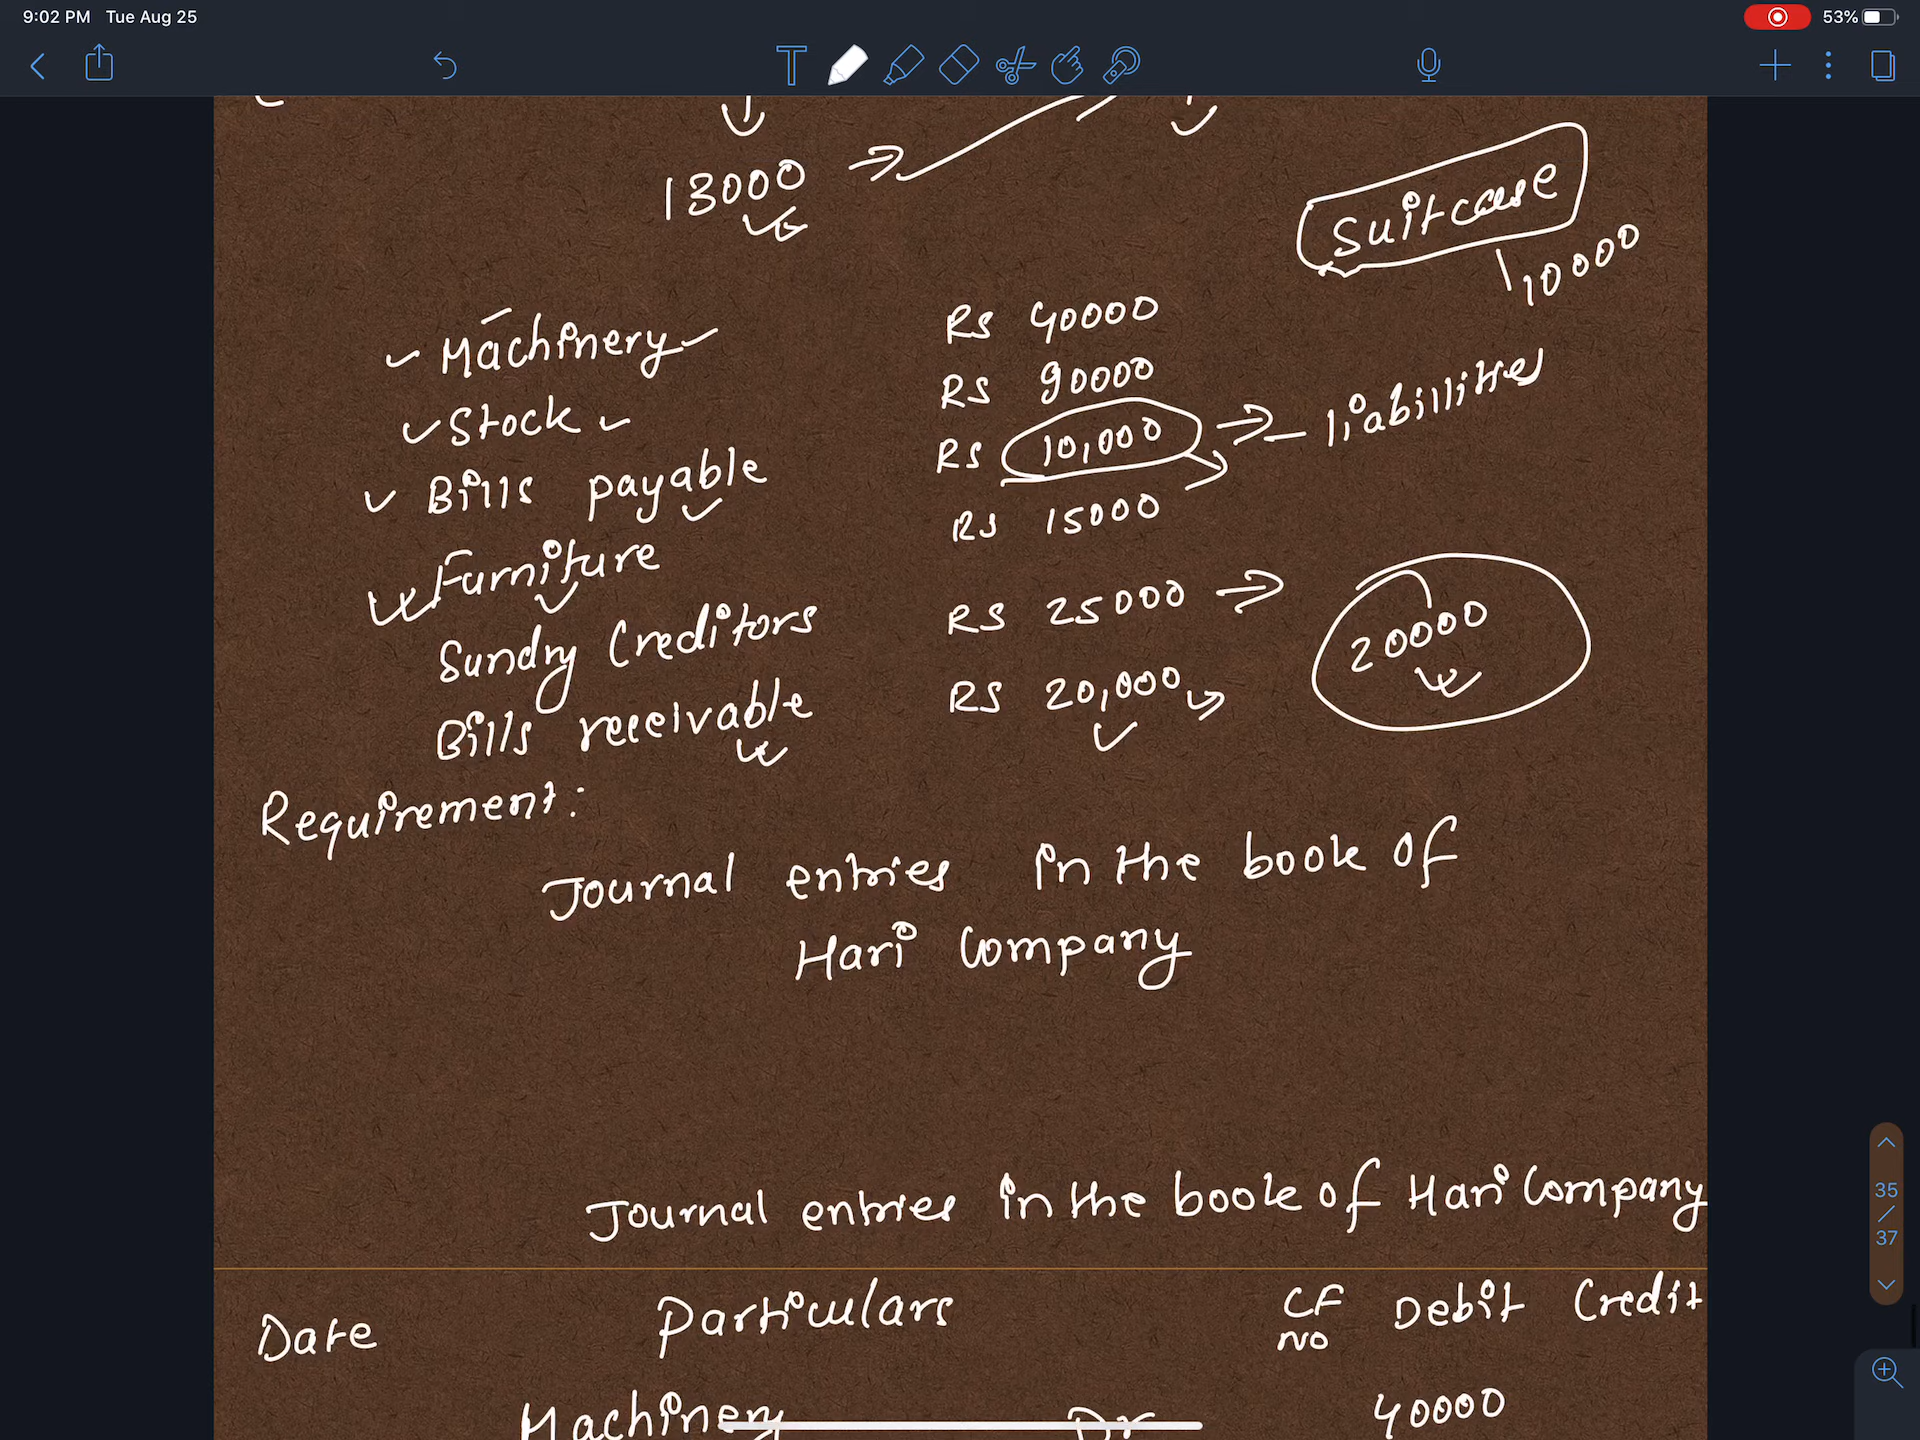 9:02 PM Tue Aug 25
53%
13000
Suitcase
10000
Machinery RS 40000
Stock RS 90000
Bills payable RS 10,000 liabillities
Furniture RS 15000
Sundry Creditors RS 25000 20000
Bills receivable RS 20,000
Requirement:
Journal entries in the book of
Hari Company
Journal entries in the book of Hari Company
35
/
37
Date Particulars CF Debit Credit
NO
Machinery Dr 40000